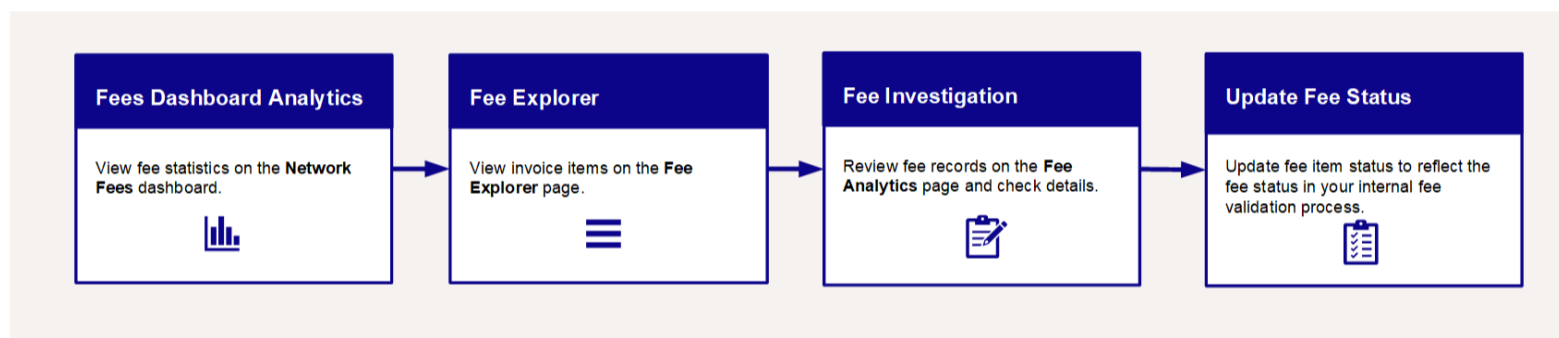 Fees Dashboard Analytics
View fee statistics on the Network
Fees dashboard.
Fee Explorer
View invoice items on the Fee
Explorer page.
Fee Investigation
Review fee records on the Fee
Analytics page and check details.
Update Fee Status
Update fee item status to reflect the
fee status in your internal fee
validation process.